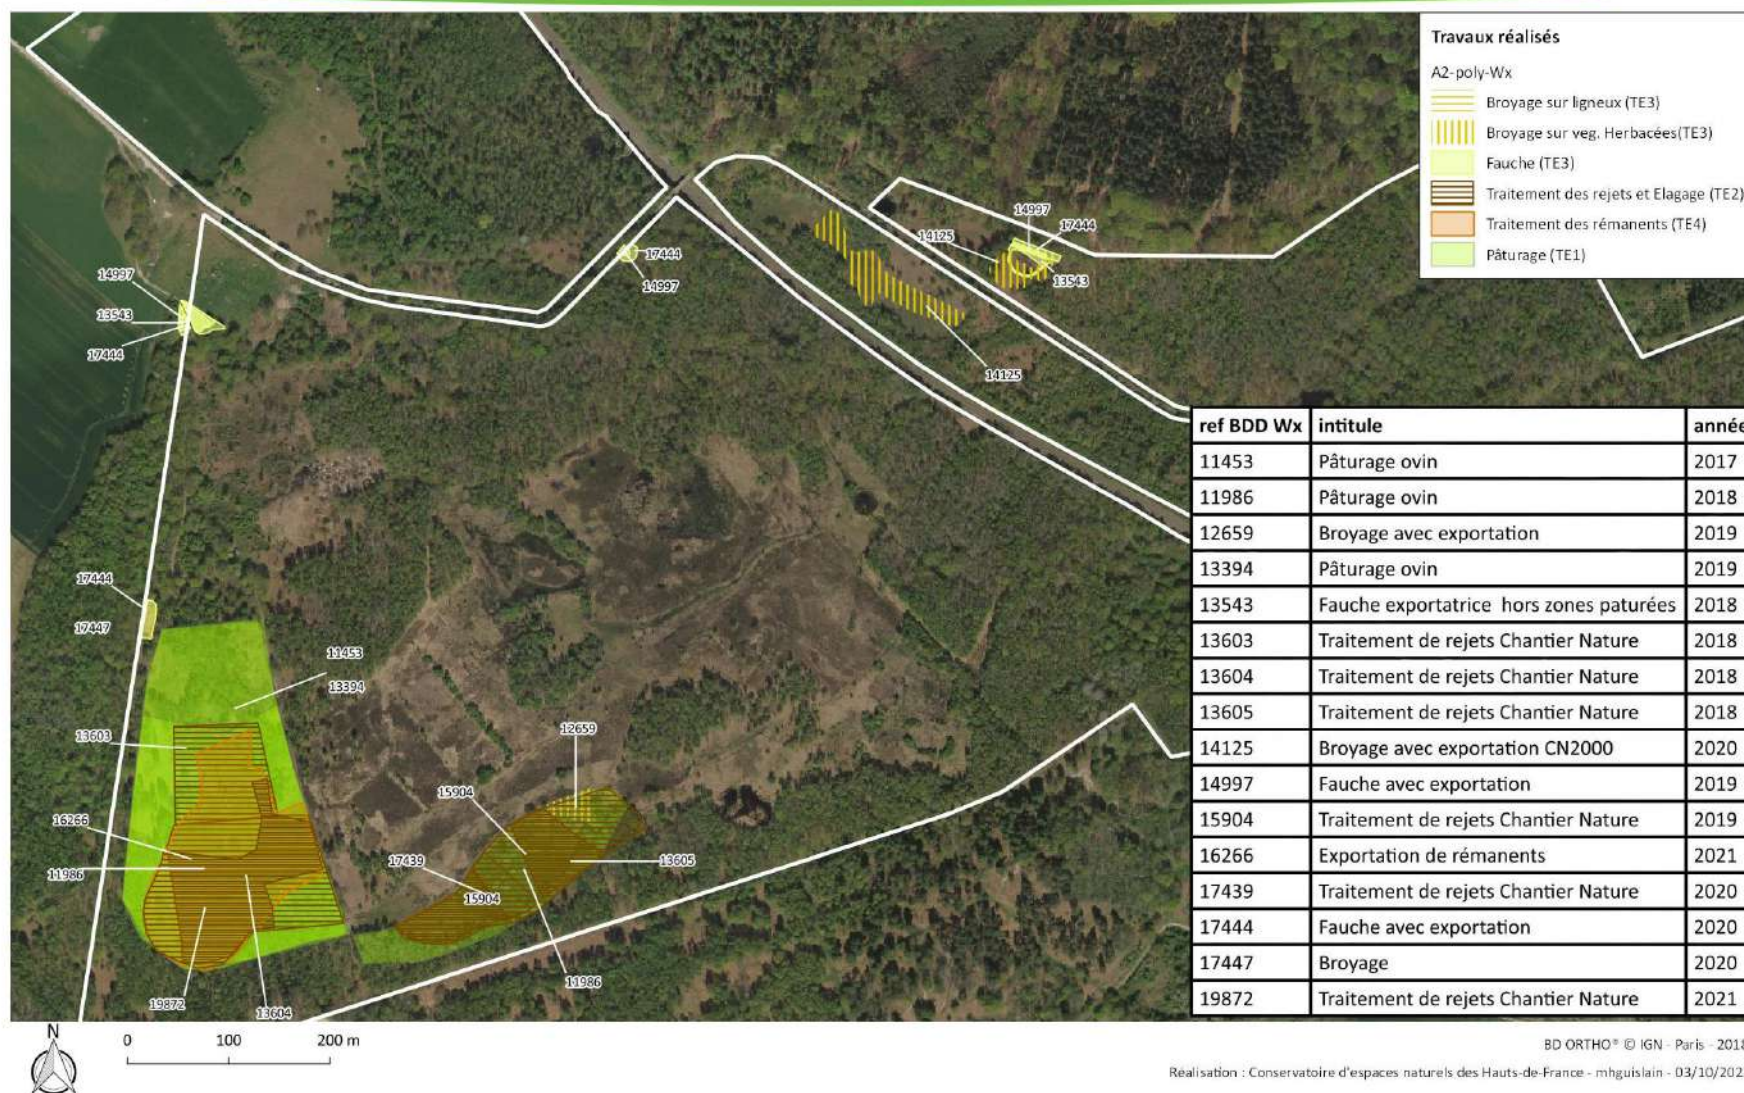 Travaux réalisés
A2-poly-Wx
Broyage sur ligneux (TE3)
Broyage sur veg. Herbacées(TE3)
Fauche (TE3)
Traitement des rejets et Elagage (TE2)
Traitement des rémanents (TE4)
Pâturage (TE1)
14997
17444
14125
13543
17444
14997
14997
13543
17444
14125
17444
17447
11453
13394
13603
12659
15904
16266
11986
17439
13605
15904
11986
19872
13604
ref BDD Wx intitule année
11453 Pâturage ovin 2017
11986 Pâturage ovin 2018
12659 Broyage avec exportation 2019
13394 Pâturage ovin 2019
13543 Fauche exportatrice hors zones paturées 2018
13603 Traitement de rejets Chantier Nature 2018
13604 Traitement de rejets Chantier Nature 2018
13605 Traitement de rejets Chantier Nature 2018
14125 Broyage avec exportation CN2000 2020
14997 Fauche avec exportation 2019
15904 Traitement de rejets Chantier Nature 2019
16266 Exportation de rémanents 2021
17439 Traitement de rejets Chantier Nature 2020
17444 Fauche avec exportation 2020
17447 Broyage 2020
19872 Traitement de rejets Chantier Nature 2021
N
0 100 200 m
BD ORTHO® © IGN - Paris - 2018
Réalisation : Conservatoire d'espaces naturels des Hauts-de-France - mhguislain - 03/10/202